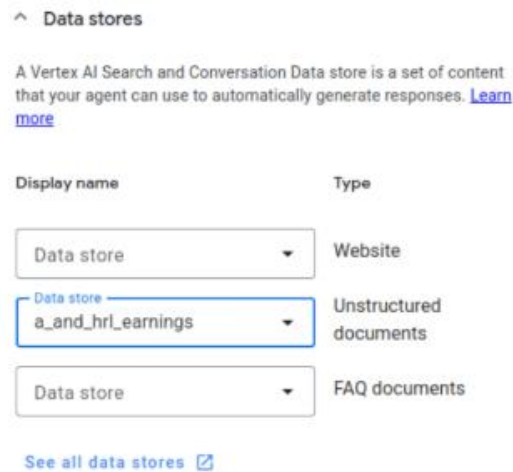 Data stores
A Vertex AI Search and Conversation Data store is a set of content
that your agent can use to automatically generate responses. Learn
more
Display name Type
Data store Website
Data store
a_and_hrl_earnings Unstructured
documents
Data store FAQ documents
See all data stores